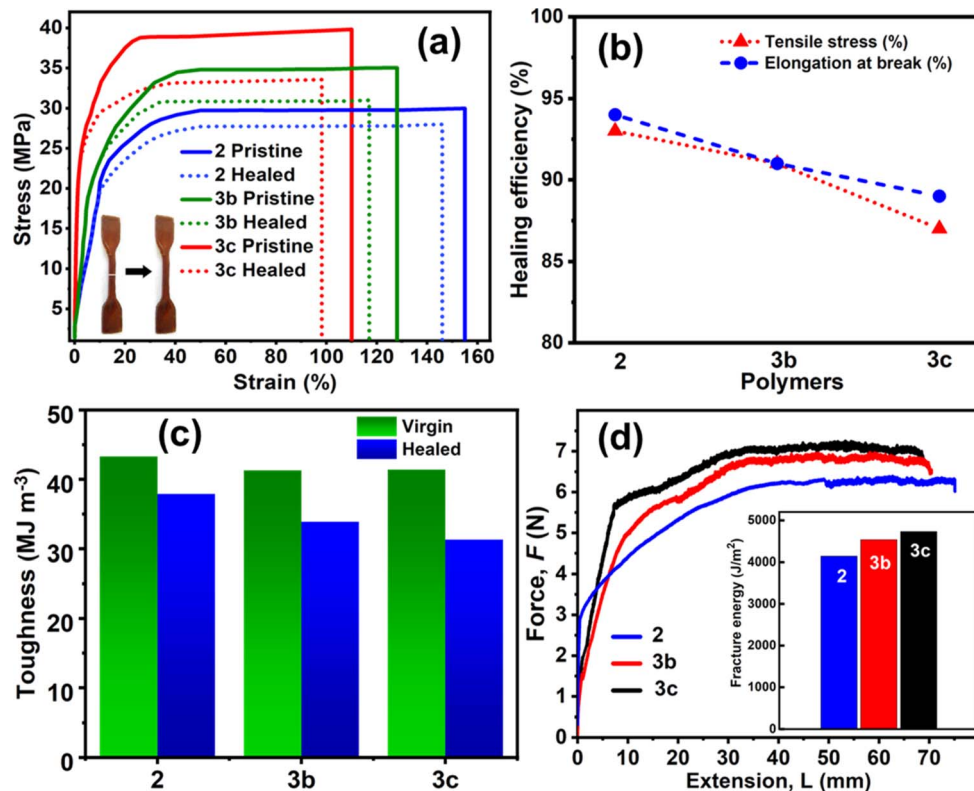 (a)
Stress (MPa)
40
35
30
25
20
15
10
5
2 Pristine
2 Healed
3b Pristine
3b Healed
3c Pristine
3c Healed
0 20 40 60 80 100 120 140 160
Strain (%)
(b)
Healing efficiency (%)
100
95
90
85
80
Tensile stress (%)
Elongation at break (%)
2 3b 3c
Polymers
(c)
Toughness (MJ m-3)
50
40
30
20
10
0
Virgin
Healed
2 3b 3c
(d)
Force, F (N)
7
6
5
4
3
2
1
0
2
3b
3c
Fracture energy (J/m²)
5000
4000
3000
2000
1000
0
2 3b 3c
0 10 20 30 40 50 60 70
Extension, L (mm)